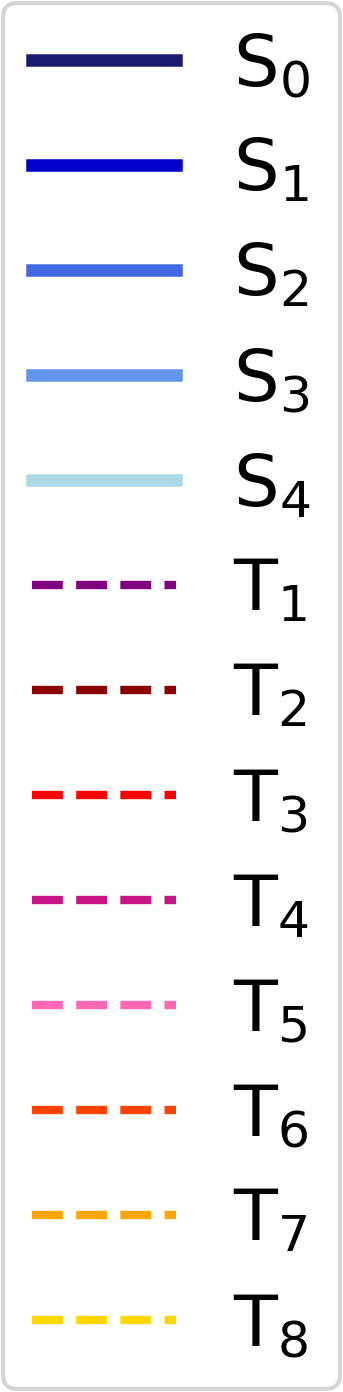 S₀
S₁
S₂
S₃
S₄
T₁
T₂
T₃
T₄
T₅
T₆
T₇
T₈